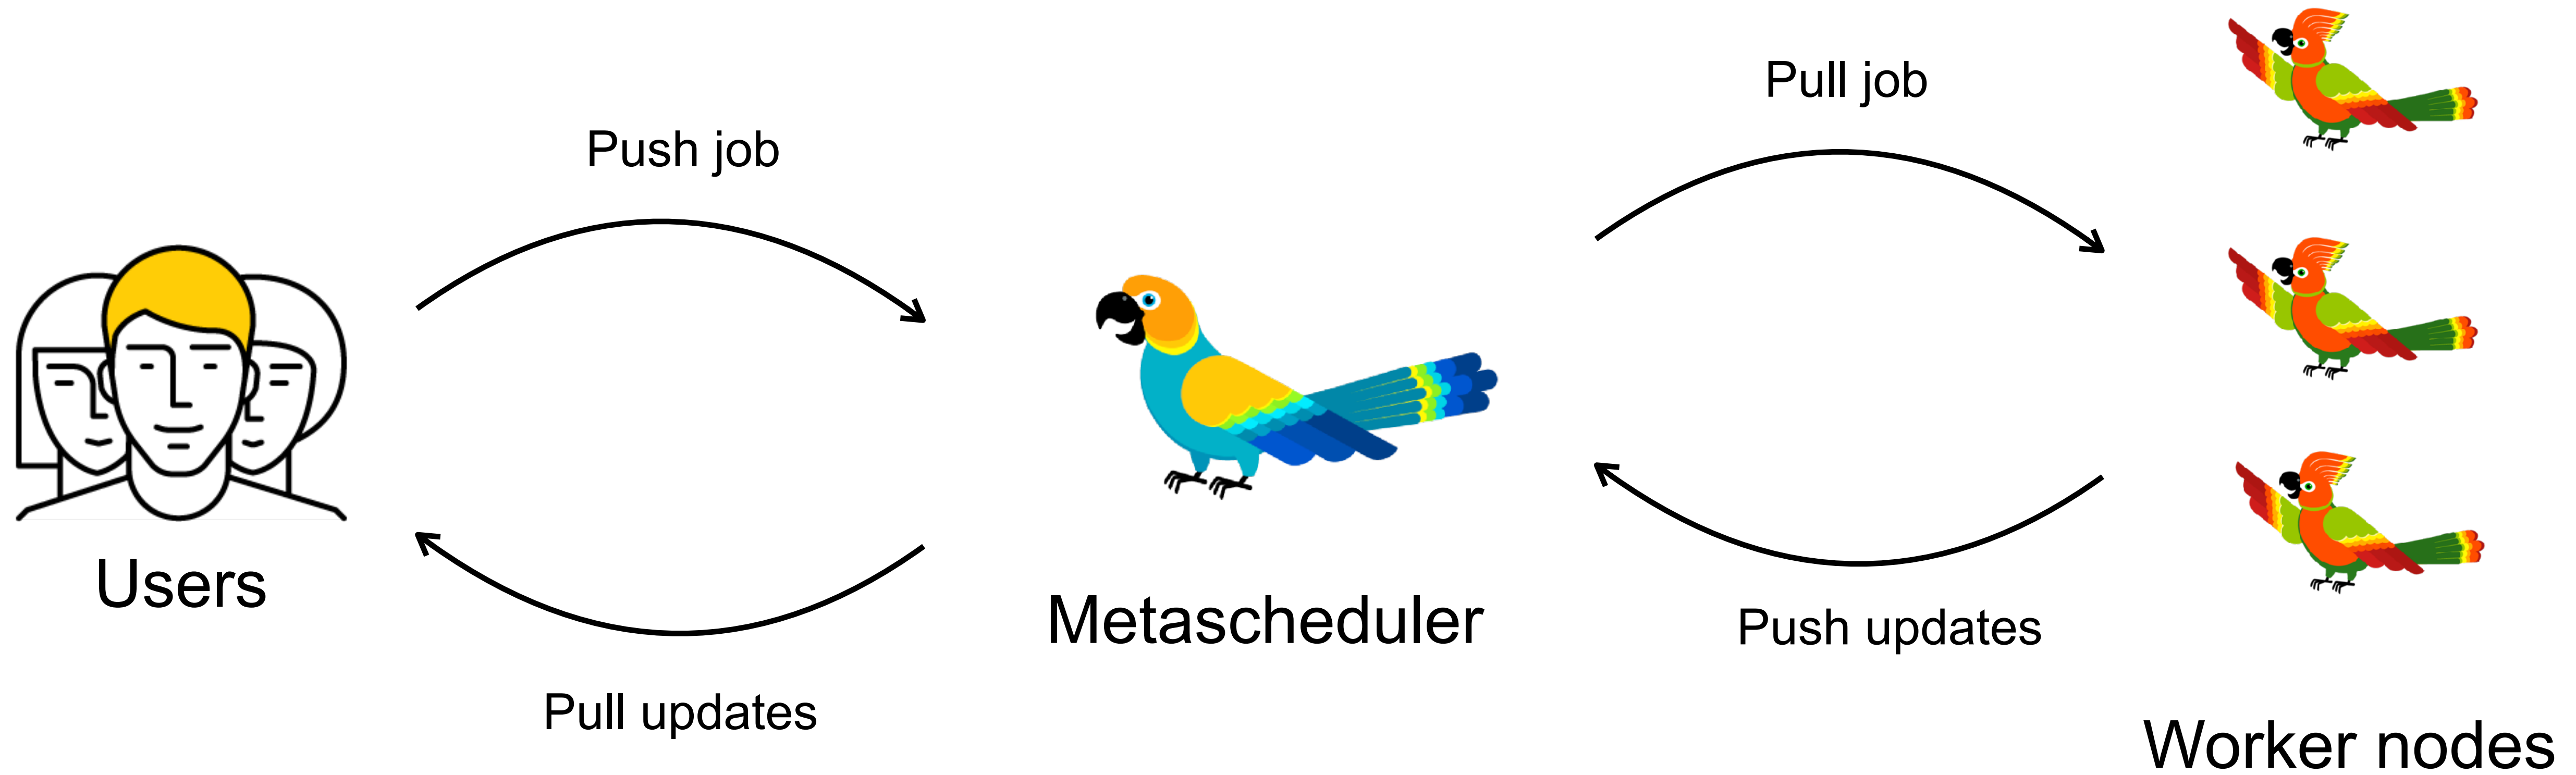 Push job
Pull job
Users
Metascheduler
Pull updates
Push updates
Worker nodes